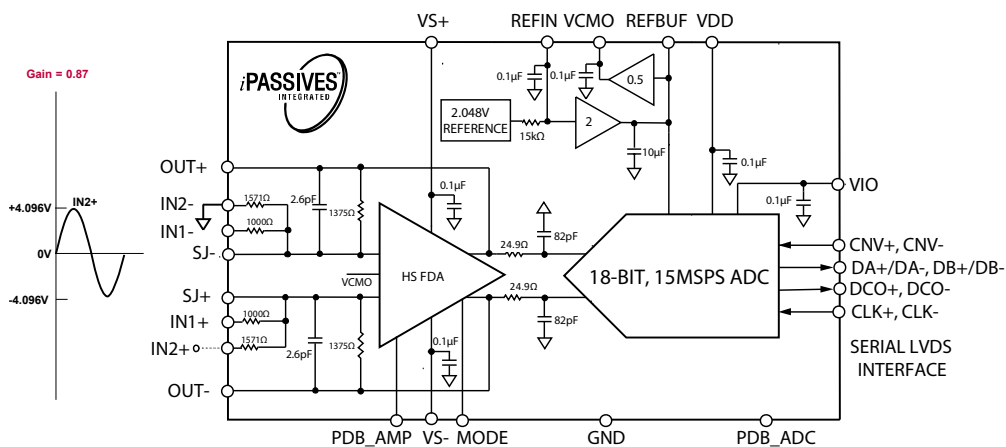 VS+
REFIN
VCMO
REFBUF
VDD
Gain = 0.87
iPASSIVES™
INTEGRATED
0.1µF
0.1µF
0.5
2.048V
REFERENCE
15kΩ
2
10µF
0.1µF
OUT+
VIO
0.1µF
0.1µF
+4.096V
IN2+
IN2-
1571Ω
2.6pF
1375Ω
IN1-
1000Ω
24.9Ω
82pF
0V
SJ-
18-BIT, 15MSPS ADC
CNV+, CNV-
DA+/DA-, DB+/DB-
VCMO
HS FDA
DCO+, DCO-
-4.096V
SJ+
24.9Ω
CLK+, CLK-
IN1+
1000Ω
82pF
IN2+
1571Ω
2.6pF
1375Ω
0.1µF
SERIAL LVDS
INTERFACE
OUT-
PDB_AMP
VS-
MODE
GND
PDB_ADC